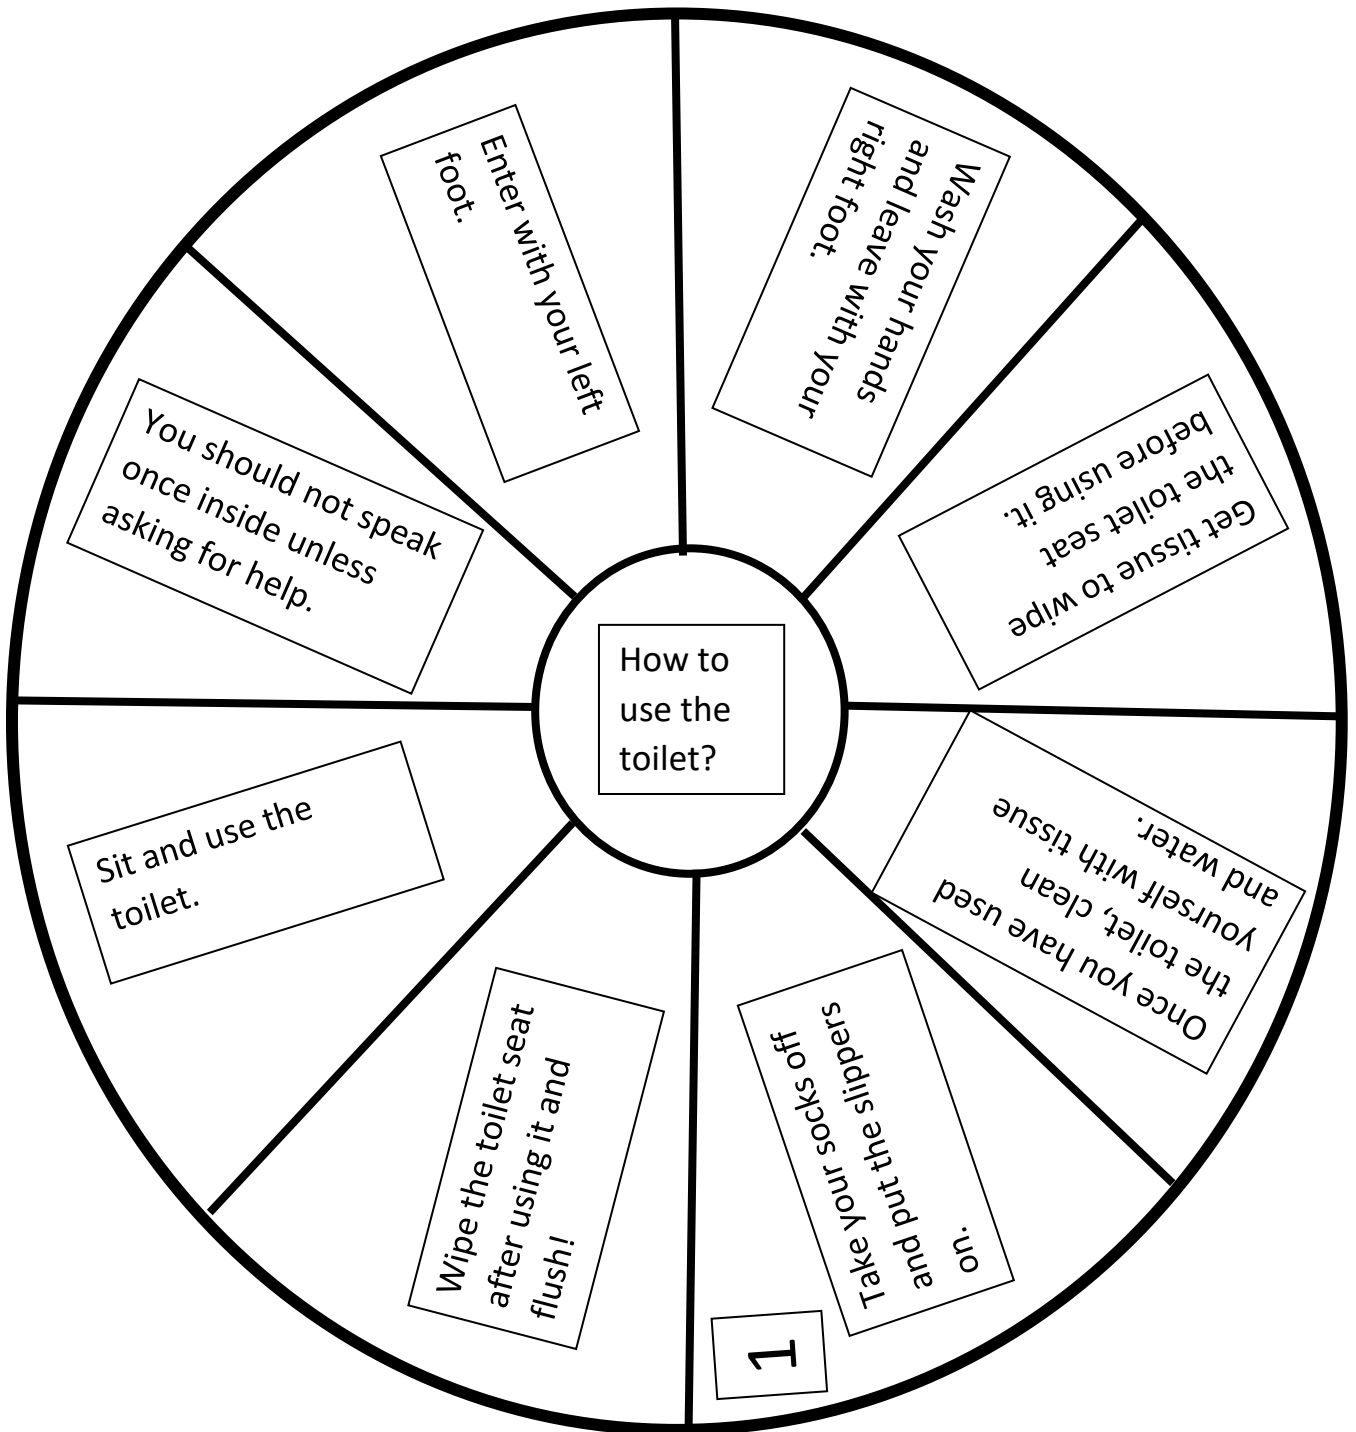 How to
use the
toilet?
Wash your hands
and leave with your
right foot.
Get tissue to wipe
the toilet seat
before using it.
Once you have used
the toilet, clean
yourself with tissue
and water.
Take your socks off
and put the slippers
on.
1
Wipe the toilet seat
after using it and
flush!
Sit and use the
toilet.
You should not speak
once inside unless
asking for help.
Enter with your left
foot.